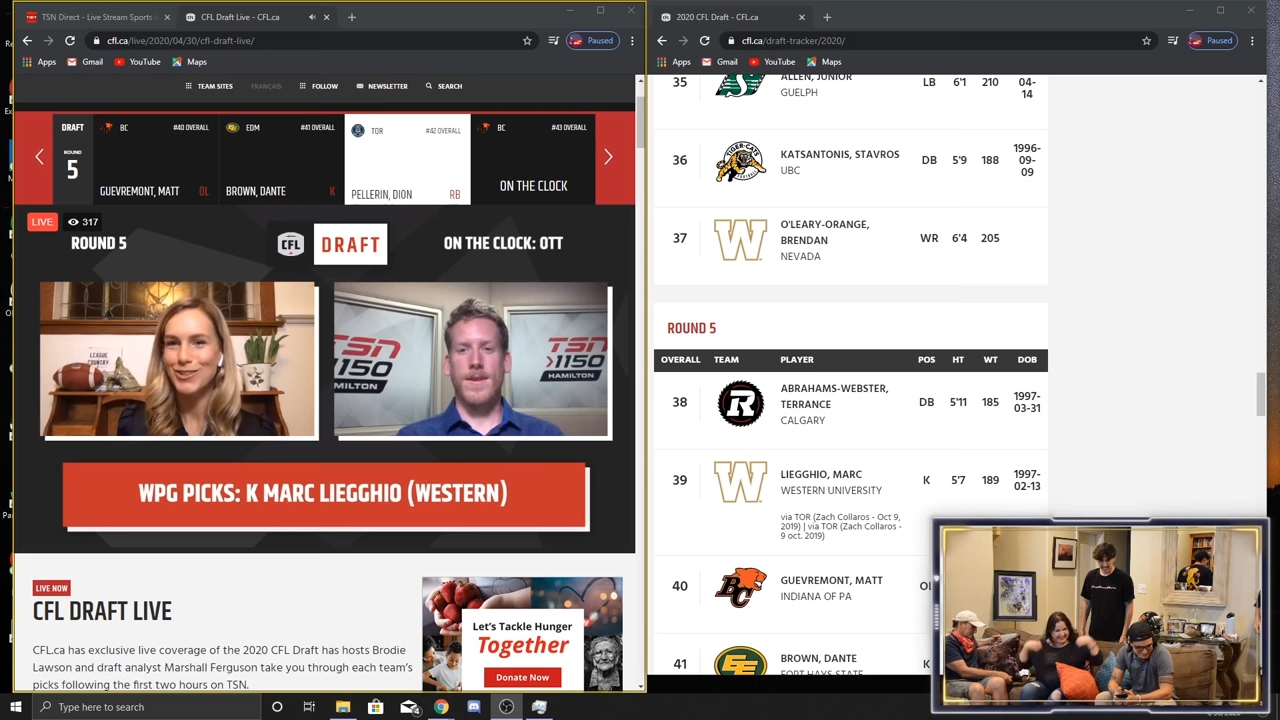 TSN Direct - Live Stream Sports
CFL Draft Live - CFL.ca
cfl.ca/live/2020/04/30/cfl-draft-live/
Paused
Apps
Gmail
YouTube
Maps
TEAM SITES
FRANÇAIS
FOLLOW
NEWSLETTER
SEARCH
DRAFT
ROUND
5
BC
#40 OVERALL
GUEVREMONT, MATT
OL
EDM
#41 OVERALL
BROWN, DANTE
K
TOR
#42 OVERALL
PELLERIN, DION
RB
BC
#43 OVERALL
ON THE CLOCK
LIVE
317
ROUND 5
CFL
DRAFT
ON THE CLOCK: OTT
LEAGUE
COUNTRY
TSN
1150
HAMILTON
TSN
1150
HAMILTON
WPG PICKS: K MARC LIEGGHIO (WESTERN)
LIVE NOW
CFL DRAFT LIVE
CFL.ca has exclusive live coverage of the 2020 CFL Draft has hosts Brodie
Lawson and draft analyst Marshall Ferguson take you through each team's
picks following the first two hours on TSN.
Let's Tackle Hunger
Together
Donate Now
2020 CFL Draft - CFL.ca
cfl.ca/draft-tracker/2020/
Paused
Apps
Gmail
YouTube
Maps
35
ALLEN, JUNIOR
GUELPH
LB
6'1
210
04-
14
36
KATSANTONIS, STAVROS
UBC
DB
5'9
188
1996-
09-
09
37
O'LEARY-ORANGE,
BRENDAN
NEVADA
WR
6'4
205
ROUND 5
OVERALL TEAM PLAYER POS HT WT DOB
38
ABRAHAMS-WEBSTER,
TERRANCE
CALGARY
DB
5'11
185
1997-
03-31
39
LIEGGHIO, MARC
WESTERN UNIVERSITY
via TOR (Zach Collaros - Oct 9,
2019) | via TOR (Zach Collaros -
9 oct. 2019)
K
5'7
189
1997-
02-13
40
GUEVREMONT, MATT
INDIANA OF PA
41
BROWN, DANTE
FORT HAYS STATE
K
Type here to search